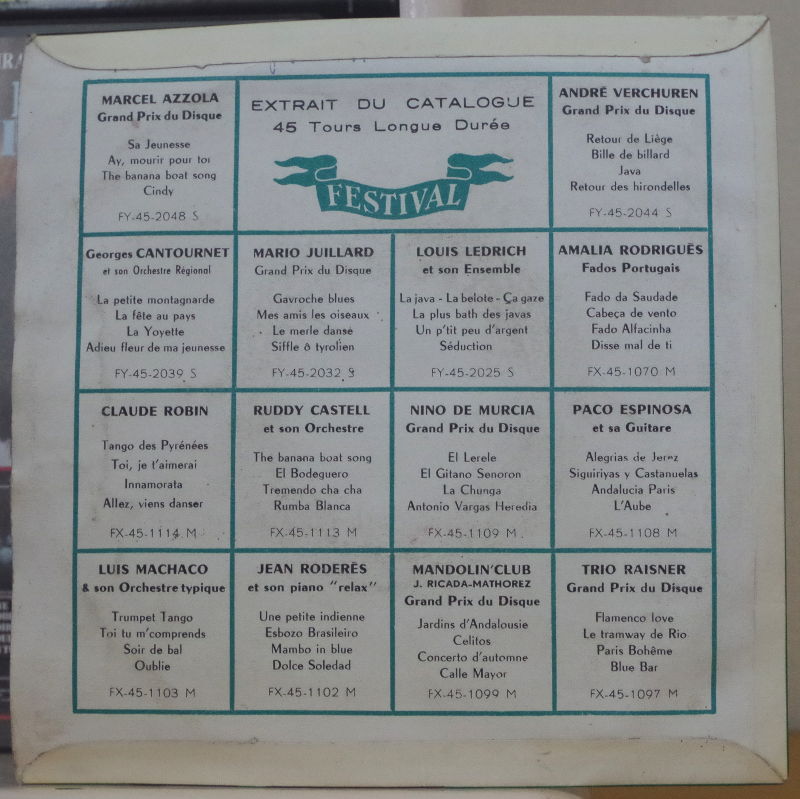 MARCEL AZZOLA
Grand Prix du Disque
Sa Jeunesse
Ay, mourir pour toi
The banana boat song
Cindy
FY-45-2048 S
EXTRAIT DU CATALOGUE
45 Tours Longue Durée
FESTIVAL
ANDRÉ VERCHUREN
Grand Prix du Disque
Retour de Liège
Bille de billard
Java
Retour des hirondelles
FY-45-2044 S
Georges CANTOURNET
et son Orchestre Régional
La petite montagnarde
La fête au pays
La Yoyette
Adieu fleur de ma jeunesse
FY-45-2039 S
MARIO JUILLARD
Grand Prix du Disque
Gavroche blues
Mes amis les oiseaux
Le merle danse
Siffle ô tyrolien
FY-45-2032 S
LOUIS LEDRICH
et son Ensemble
La java - La belote - Ça gaze
La plus bath des javas
Un p'tit peu d'argent
Séduction
FY-45-2025 S
AMALIA RODRIGUÈS
Fados Portugais
Fado da Saudade
Cabeça de vento
Fado Alfacinha
Disse mal de ti
FX-45-1070 M
CLAUDE ROBIN
Tango des Pyrénées
Toi, je t'aimerai
Innamorata
Allez, viens danser
FX-45-1114 M
RUDDY CASTELL
et son Orchestre
The banana boat song
El Bodeguero
Tremendo cha cha
Rumba Blanca
FX-45-1113 M
NINO DE MURCIA
Grand Prix du Disque
El Lerele
El Gitano Senoron
La Chunga
Antonio Vargas Heredia
FX-45-1109 M
PACO ESPINOSA
et sa Guitare
Alegrias de Jerez
Siguiriyas y Castanuelas
Andalucia Paris
L'Aube
FX-45-1108 M
LUIS MACHACO
& son Orchestre typique
Trumpet Tango
Toi tu m'comprends
Soir de bal
Oublie
FX-45-1103 M
JEAN RODERÈS
et son piano "relax"
Une petite indienne
Esbozo Brasileiro
Mambo in blue
Dolce Soledad
FX-45-1102 M
MANDOLIN'CLUB
J. RICADA-MATHOREZ
Grand Prix du Disque
Jardins d'Andalousie
Celitos
Concerto d'automne
Calle Mayor
FX-45-1099 M
TRIO RAISNER
Grand Prix du Disque
Flamenco love
Le tramway de Rio
Paris Bohême
Blue Bar
FX-45-1097 M